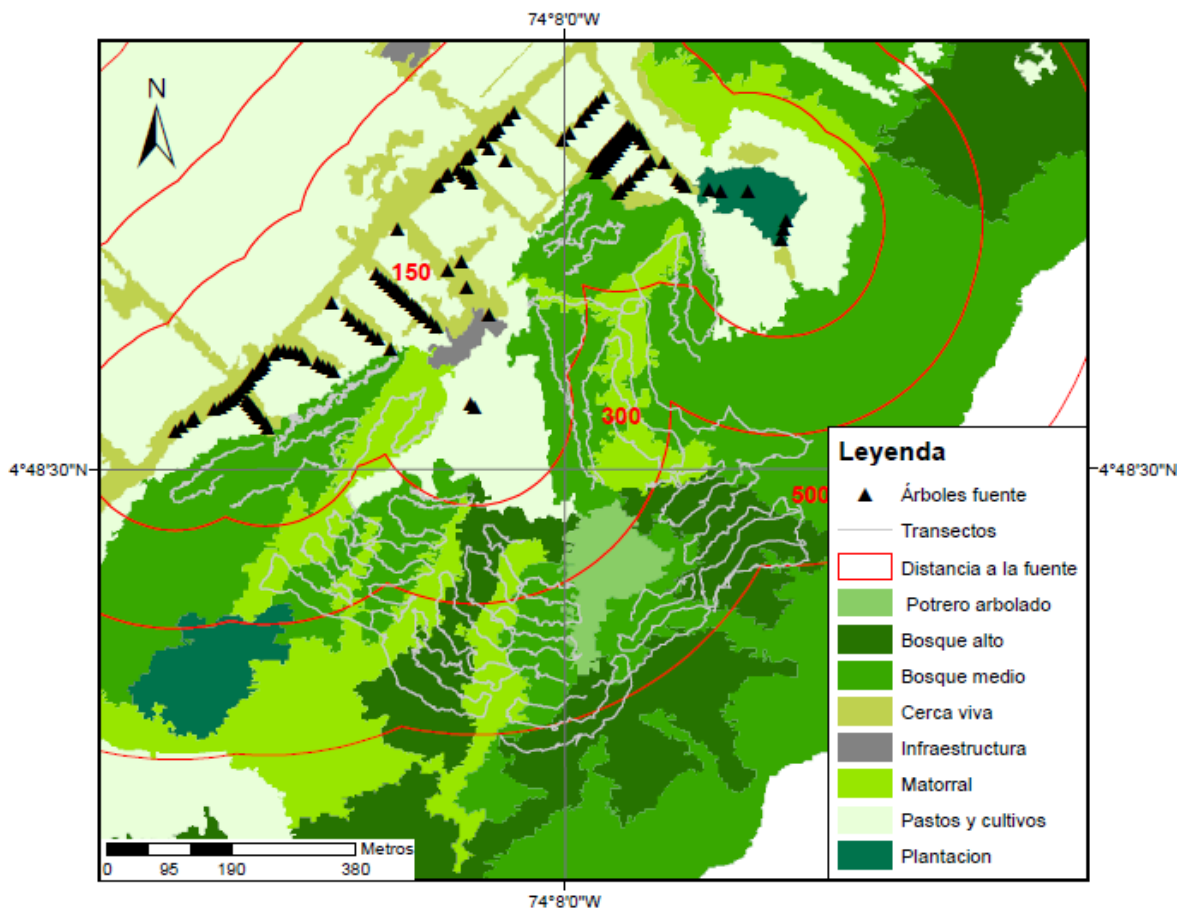 74°8'0"W
N
150
300
4°48'30"N
4°48'30"N
500
Leyenda
Árboles fuente
Transectos
Distancia a la fuente
Potrero arbolado
Bosque alto
Bosque medio
Cerca viva
Infraestructura
Matorral
Pastos y cultivos
Plantacion
Metros
0 95 190 380
74°8'0"W